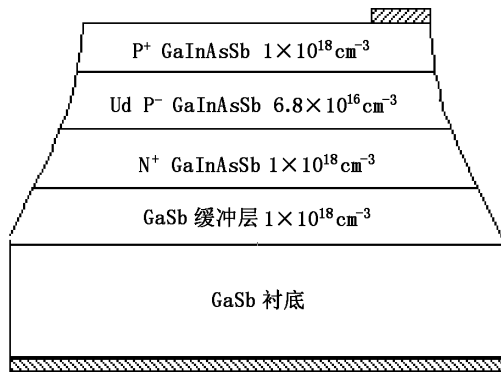 P⁺ GaInAsSb 1×10¹⁸cm⁻³
Ud P⁻ GaInAsSb 6.8×10¹⁶cm⁻³
N⁺ GaInAsSb 1×10¹⁸cm⁻³
GaSb 缓冲层 1×10¹⁸cm⁻³
GaSb 衬底